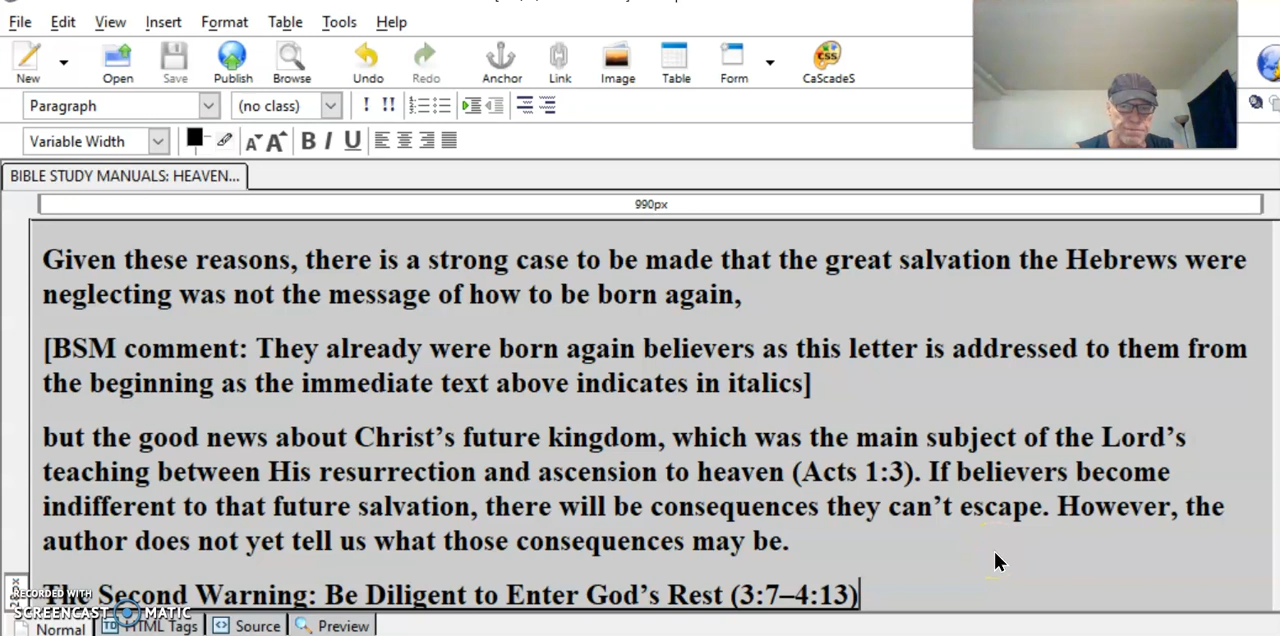 File Edit View Insert Format Table Tools Help
New Open Save Publish Browse Undo Redo Anchor Link Image Table Form CaScadeS
Paragraph (no class) ! !!
Variable Width A A B I U
BIBLE STUDY MANUALS: HEAVEN...
990px
Given these reasons, there is a strong case to be made that the great salvation the Hebrews were
neglecting was not the message of how to be born again,
[BSM comment: They already were born again believers as this letter is addressed to them from
the beginning as the immediate text above indicates in italics]
but the good news about Christ’s future kingdom, which was the main subject of the Lord’s
teaching between His resurrection and ascension to heaven (Acts 1:3). If believers become
indifferent to that future salvation, there will be consequences they can’t escape. However, the
author does not yet tell us what those consequences may be.
The Second Warning: Be Diligent to Enter God’s Rest (3:7–4:13)
RECORDED WITH
SCREENCAST MATIC
Normal TD HTML Tags Source Preview